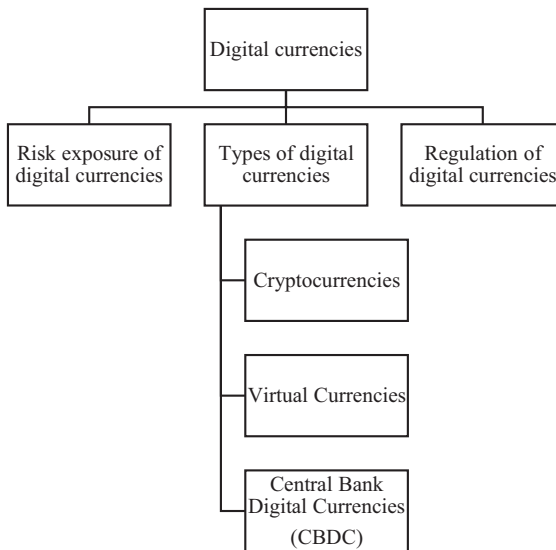 Digital currencies
Risk exposure of
digital currencies
Types of digital
currencies
Regulation of
digital currencies
Cryptocurrencies
Virtual Currencies
Central Bank
Digital Currencies
(CBDC)